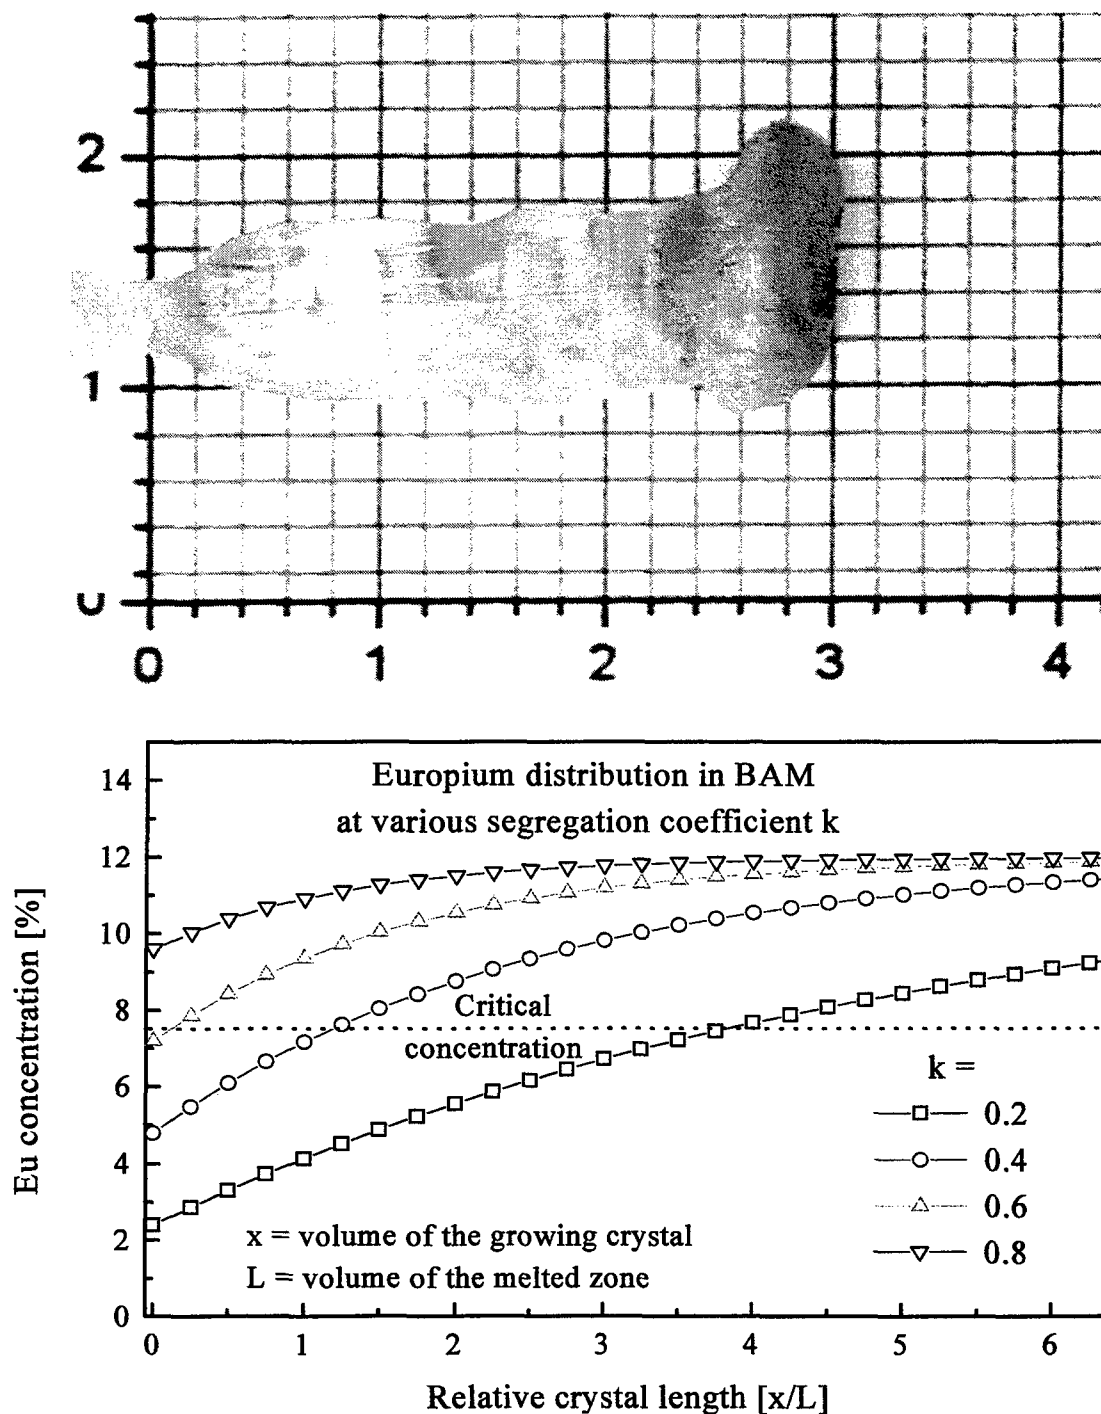 2
1
0
0 1 2 3 4
14
12
10
8
6
4
2
0
Eu concentration [%]
Europium distribution in BAM
at various segregation coefficient k
Critical
concentration
k =
0.2
0.4
0.6
0.8
x = volume of the growing crystal
L = volume of the melted zone
0 1 2 3 4 5 6
Relative crystal length [x/L]